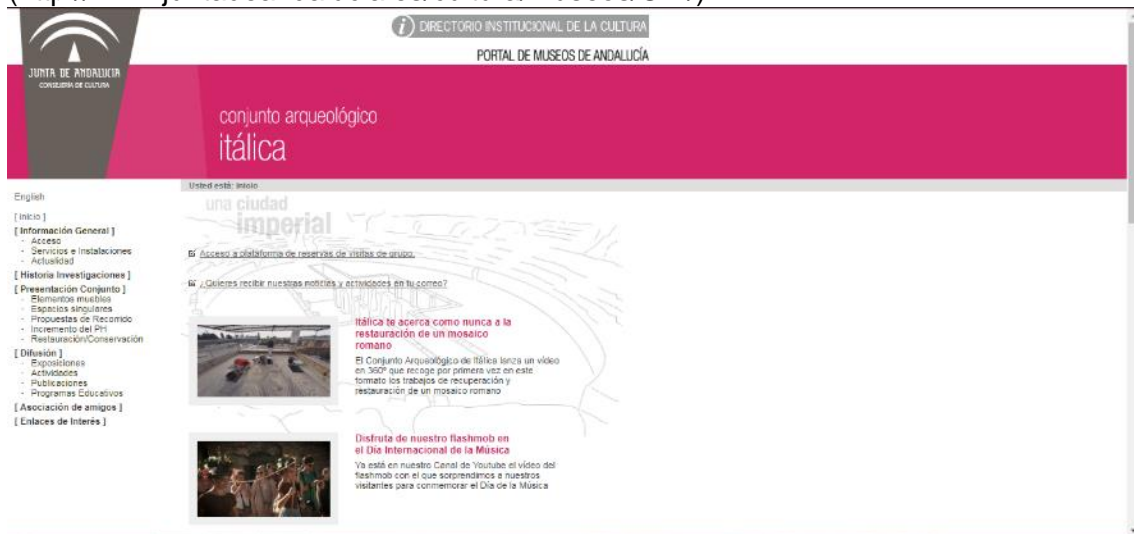 DIRECTORIO INSTITUCIONAL DE LA CULTURA
PORTAL DE MUSEOS DE ANDALUCÍA
JUNTA DE ANDALUCIA
CONSEJERÍA DE CULTURA
conjunto arqueológico
itálica
Usted está: Inicio
English
[ Inicio ]
[ Información General ]
- Acceso
- Servicios e Instalaciones
- Actualidad
[ Historia Investigaciones ]
[ Presentación Conjunto ]
- Elementos muebles
- Espacios singulares
- Propuestas de Recorrido
- Incremento del PH
- Restauración/Conservación
[ Difusión ]
- Exposiciones
- Actividades
- Publicaciones
- Programas Educativos
[ Asociación de amigos ]
[ Enlaces de Interés ]
una ciudad
imperial
Acceso a plataforma de reservas de visitas de grupo.
¿Quieres recibir nuestras noticias y actividades en tu correo?
Itálica te acerca como nunca a la
restauración de un mosaico
romano
El Conjunto Arqueológico de Itálica lanza un vídeo
en 360º que recoge por primera vez en este
formato los trabajos de recuperación y
restauración de un mosaico romano
Disfruta de nuestro flashmob en
el Día Internacional de la Música
Ya está en nuestro Canal de Youtube el vídeo del
flashmob con el que sorprendimos a nuestros
visitantes para conmemorar el Día de la Música